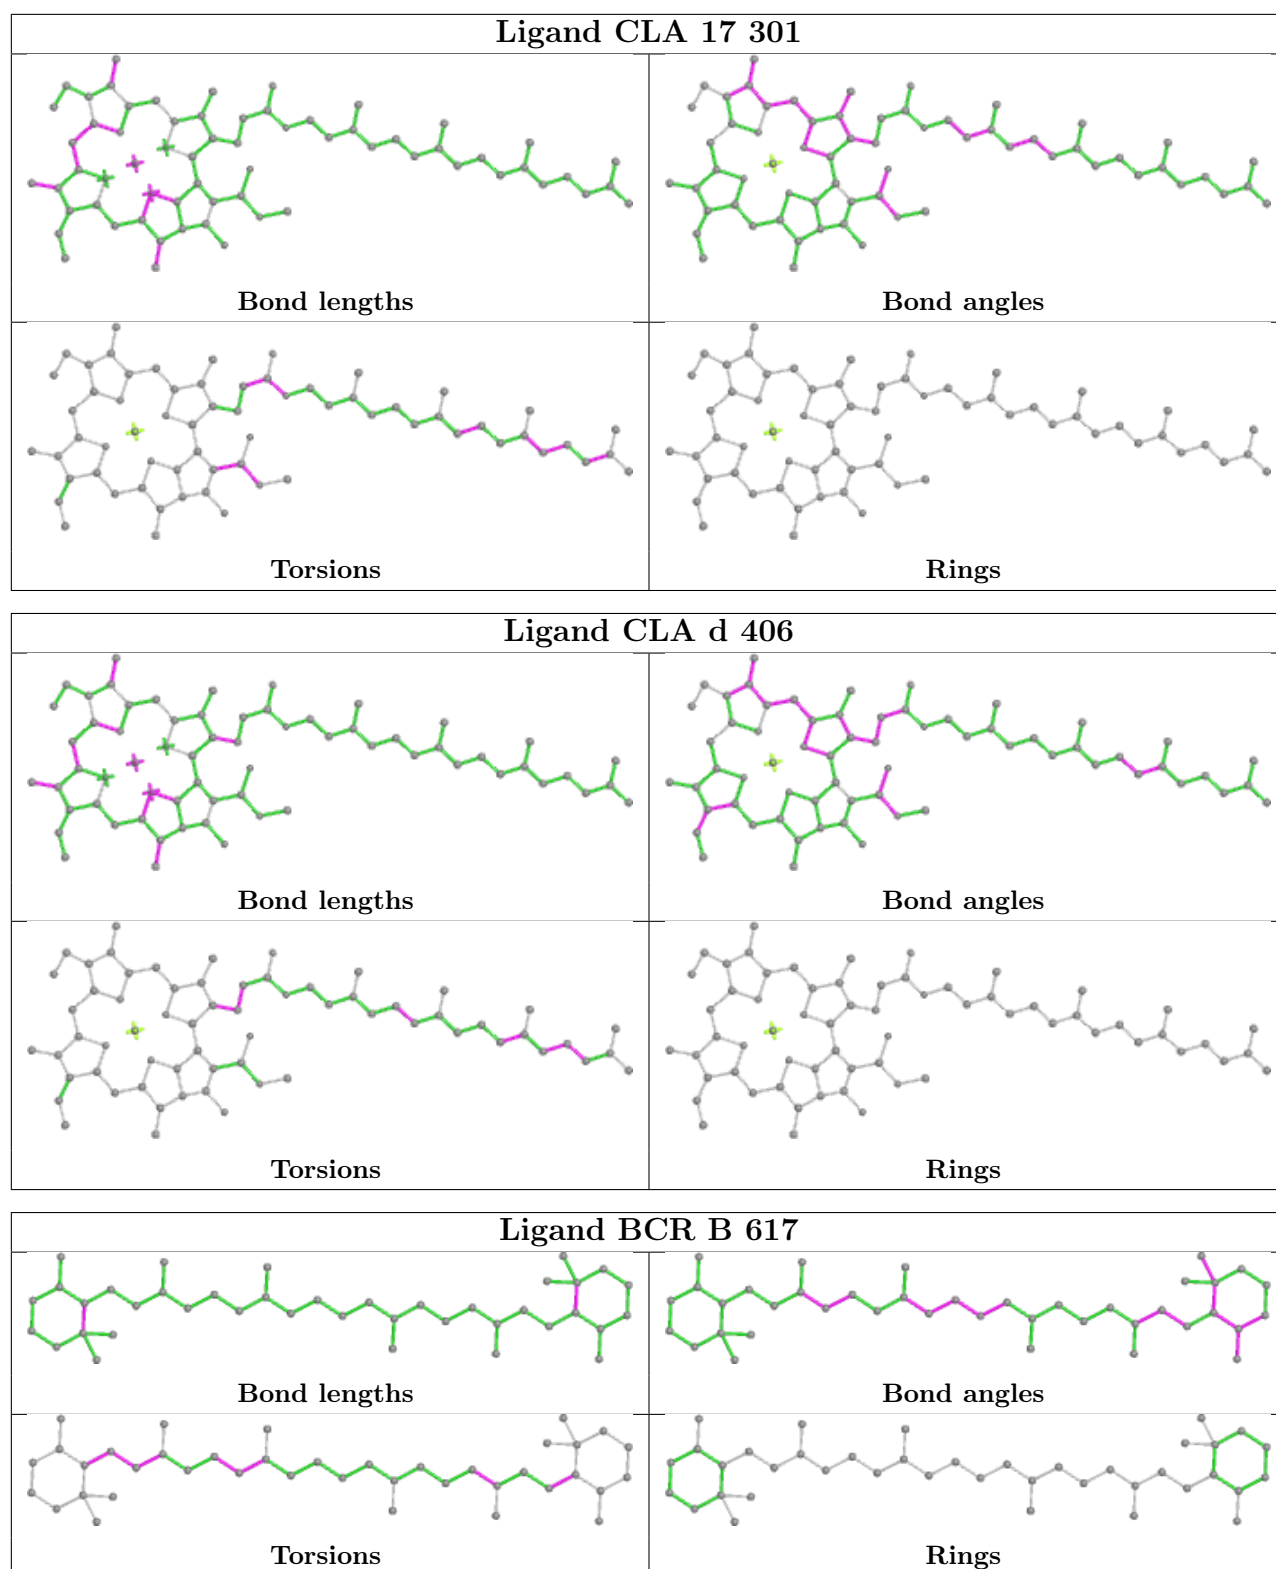 Ligand CLA 17 301
Bond lengths
Bond angles
Torsions
Rings
Ligand CLA d 406
Bond lengths
Bond angles
Torsions
Rings
Ligand BCR B 617
Bond lengths
Bond angles
Torsions
Rings